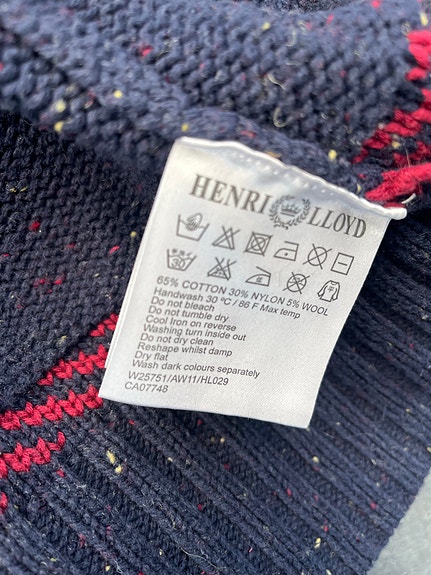 HENRI LLOYD
30
65% COTTON 30% NYLON 5% WOOL
Handwash 30 ºC / 86 F Max temp
Do not bleach
Do not tumble dry
Cool Iron on reverse
Washing turn inside out
Do not dry clean
Reshape whilst damp
Dry flat
Wash dark colours separately
W25751/AW11/HL029
CA07748